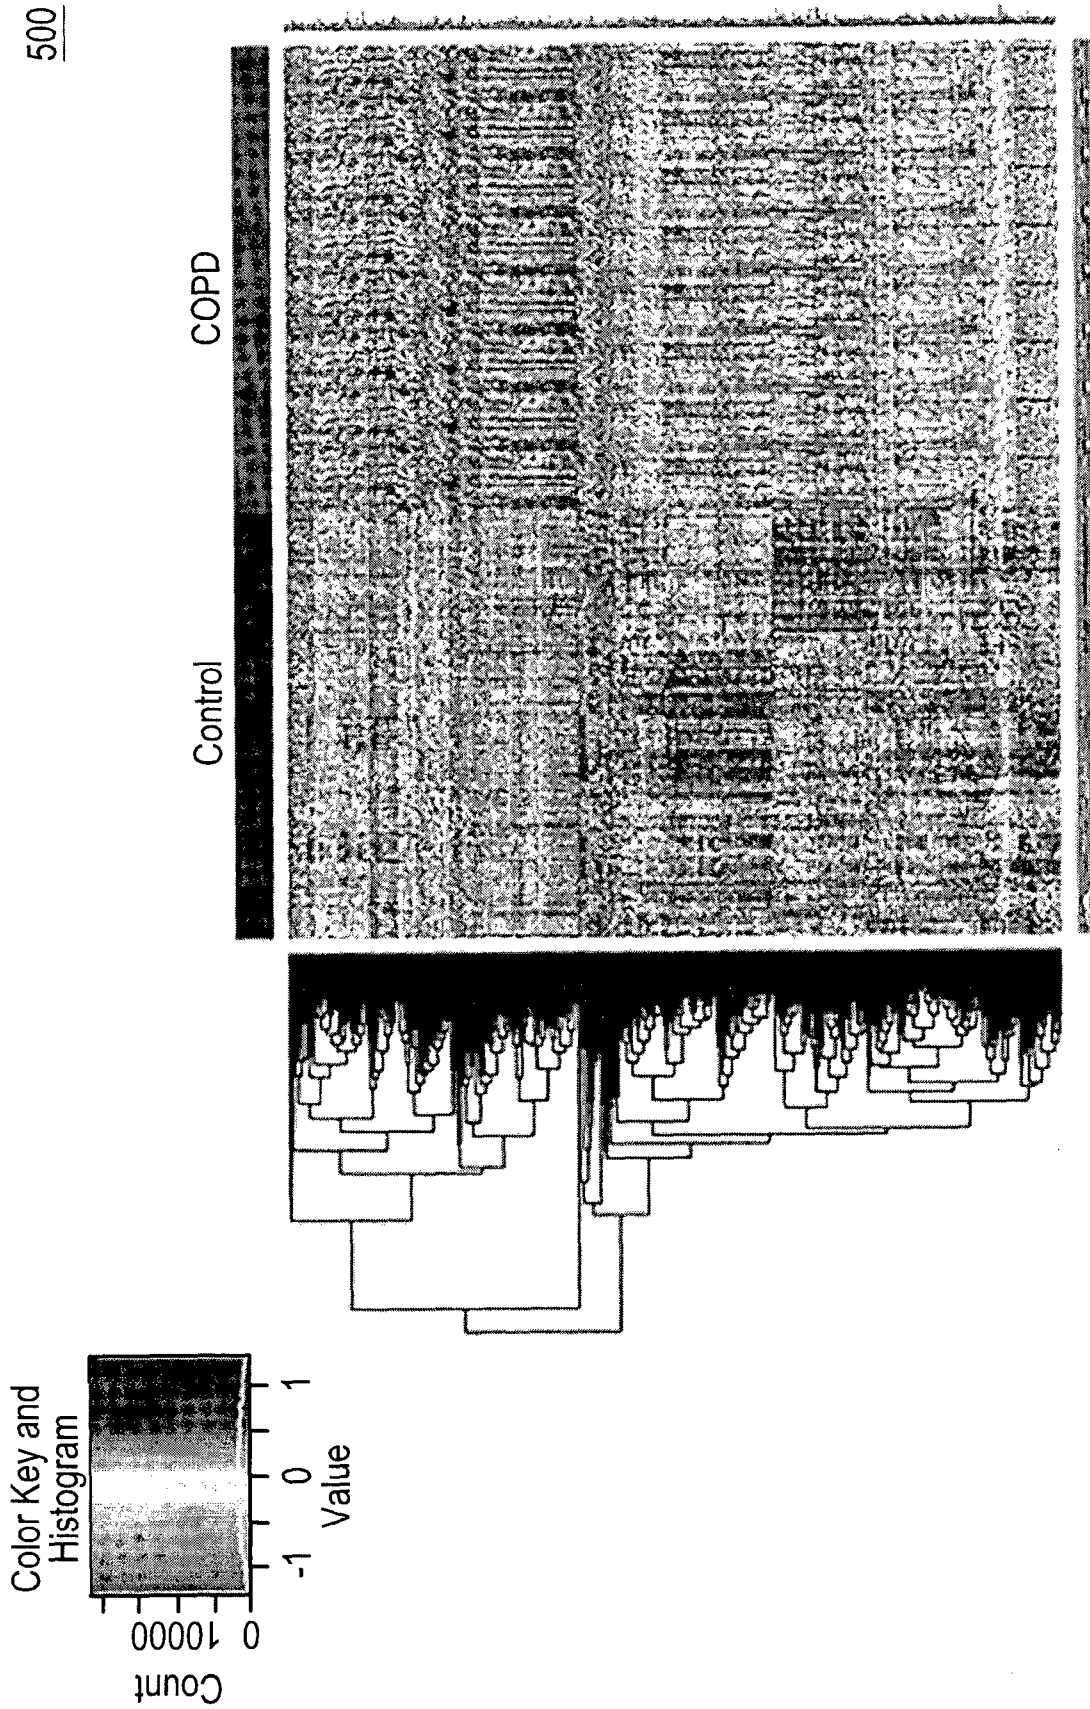 500
Control
COPD
Color Key and
Histogram
Count
0
10000
-1
0
1
Value